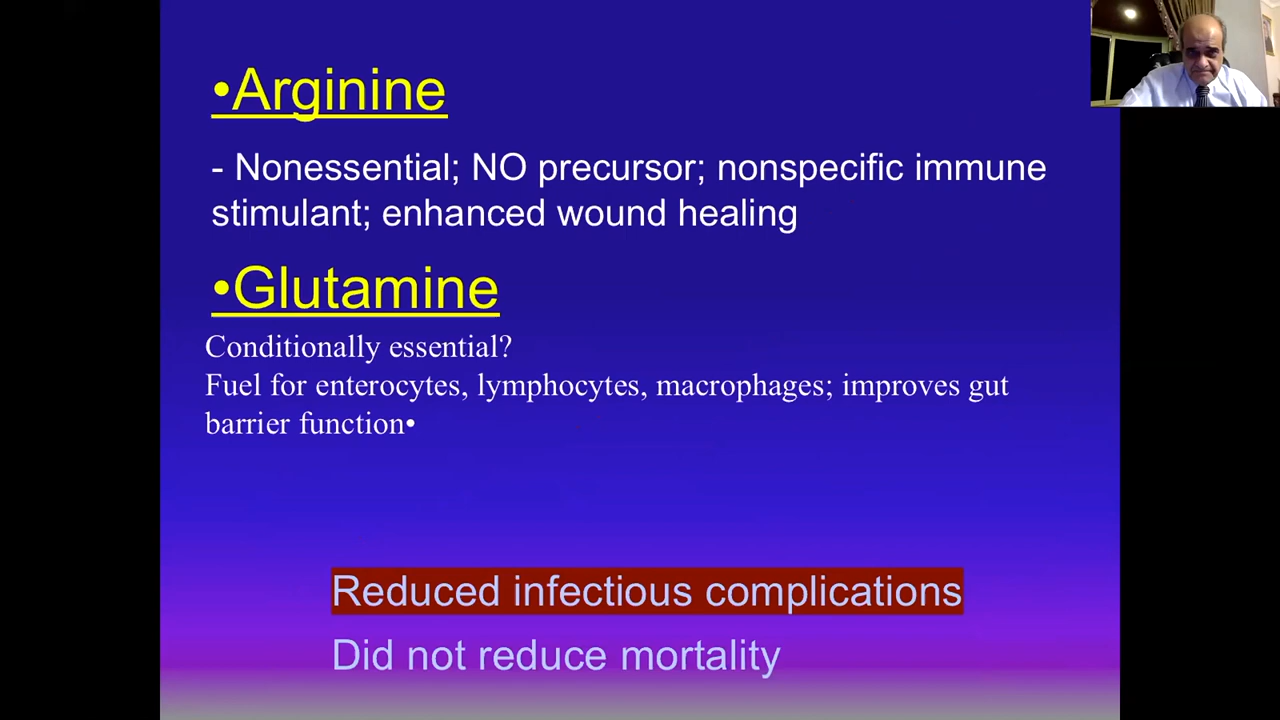 •Arginine
- Nonessential; NO precursor; nonspecific immune
stimulant; enhanced wound healing
•Glutamine
Conditionally essential?
Fuel for enterocytes, lymphocytes, macrophages; improves gut
barrier function•
Reduced infectious complications
Did not reduce mortality